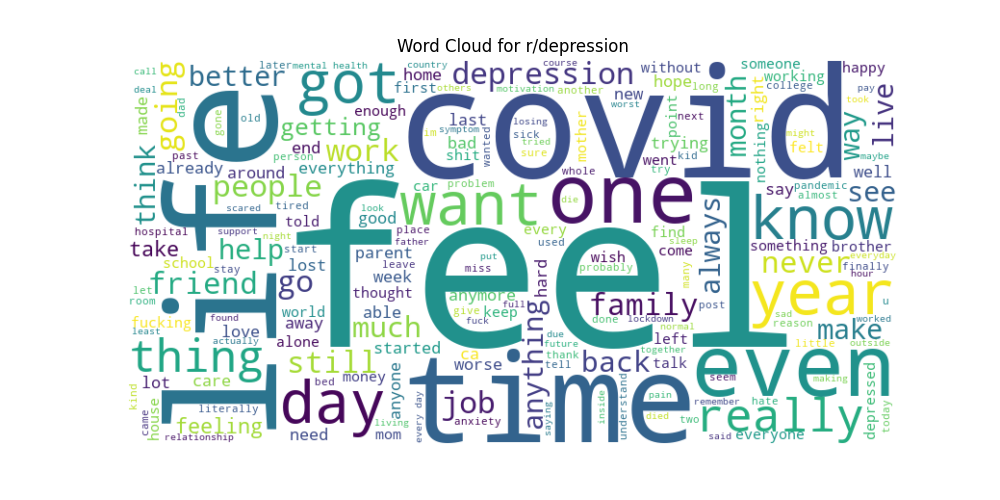 Word Cloud for r/depression
call
deal
made
going
dad
better
later
mental health
got
home
first
country
others
depression
motivation
course
another
without
hope
long
someone
working
college
happy
pay
took
live
way
month
right
point
new
covid
life
gone
old
enough
getting
end
work
im
last
symptom
sick
losing
tried
worst
bad
shit
wanted
sure
mother
trying
went
kid
next
try
nothing
felt
might
maybe
well
think
past
already
around
person
everything
people
scared
tired
told
car
problem
look
good
want
whole
die
one
say
pandemic
almost
see
know
hospital
take
support
night
help
start
school
stay
friend
lost
go
place
father
parent
leave
week
thought
able
every
used
find
come
sleep
many
always
something
brother
never
finally
everyday
hour
feel
put
miss
wish
probably
hard
family
post
year
u
let
room
fucking
least
found
actually
love
world
away
alone
much
started
anymore
give
keep
full
fuck
done
lockdown
normal
left
sad
reason
make
worked
little
outside
thing
still
ca
worse
due
future
thank
tell
back
talk
together
seem
even
making
kind
lot
care
bed
money
anyone
time
anything
understand
pain
remember
hate
really
depressed
today
came
house
literally
feeling
relationship
day
living
need
mom
every day
job
anxiety
saying
inside
died
two
said
everyone